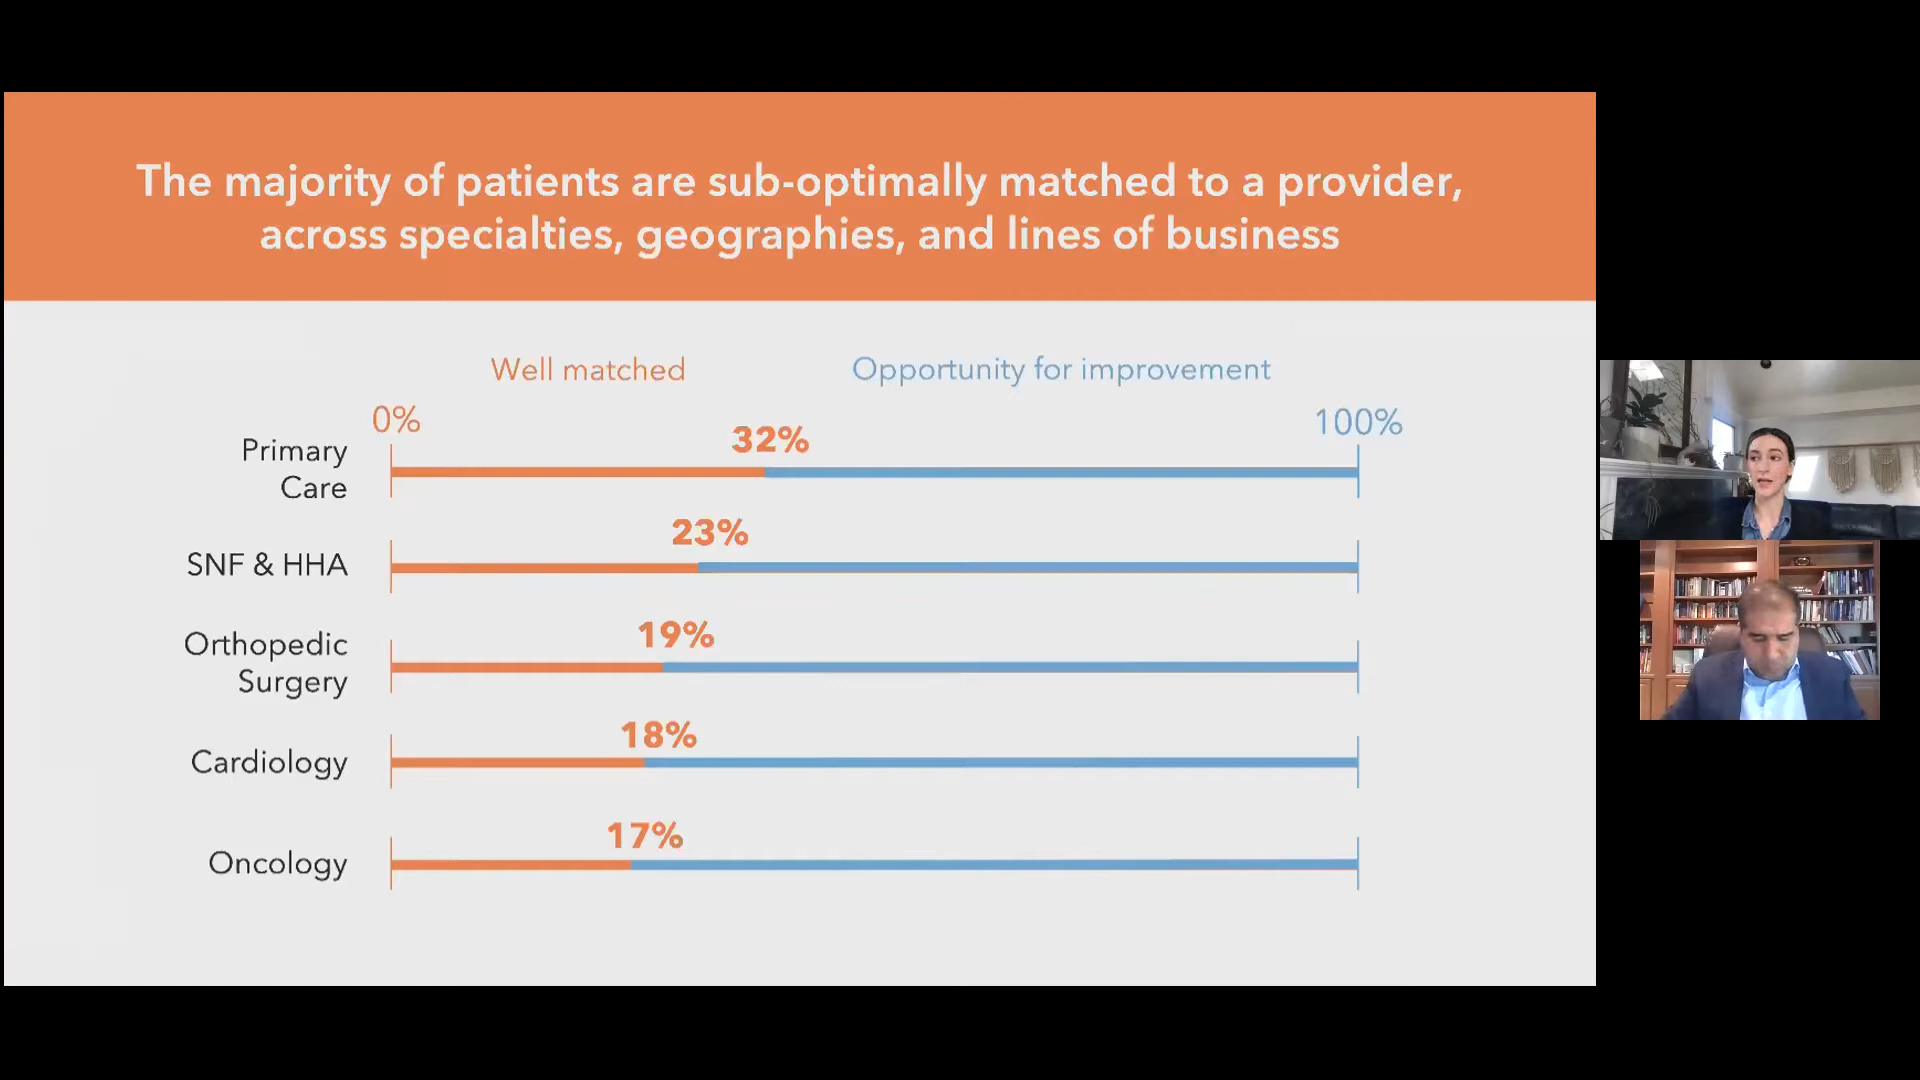 The majority of patients are sub-optimally matched to a provider,
across specialties, geographies, and lines of business
Well matched
Opportunity for improvement
0%
100%
Primary
Care
32%
SNF & HHA
23%
Orthopedic
Surgery
19%
Cardiology
18%
Oncology
17%